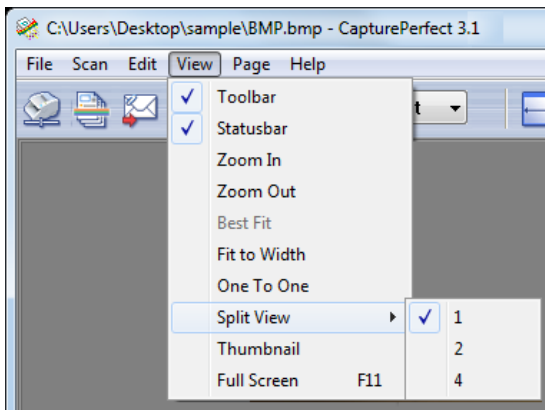 C:\Users\Desktop\sample\BMP.bmp - CapturePerfect 3.1
File Scan Edit View Page Help
Toolbar
Statusbar
Zoom In
Zoom Out
Best Fit
Fit to Width
One To One
Split View
1
Thumbnail
2
Full Screen F11
4